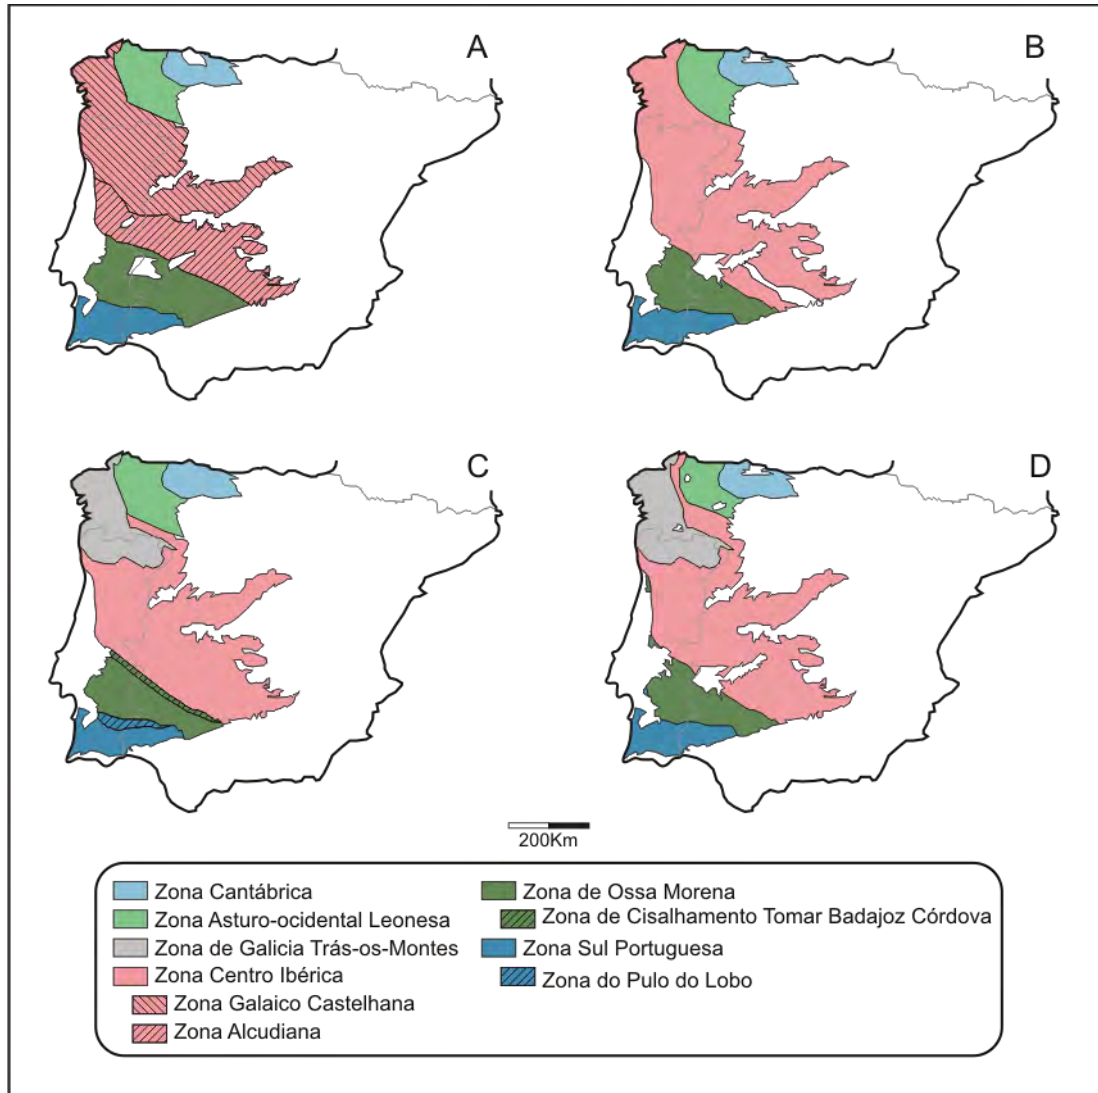 A
B
C
D
200Km
Zona Cantábrica
Zona Asturo-ocidental Leonesa
Zona de Galicia Trás-os-Montes
Zona Centro Ibérica
Zona Galaico Castelhana
Zona Alcudiana
Zona de Ossa Morena
Zona de Cisalhamento Tomar Badajoz Córdova
Zona Sul Portuguesa
Zona do Pulo do Lobo